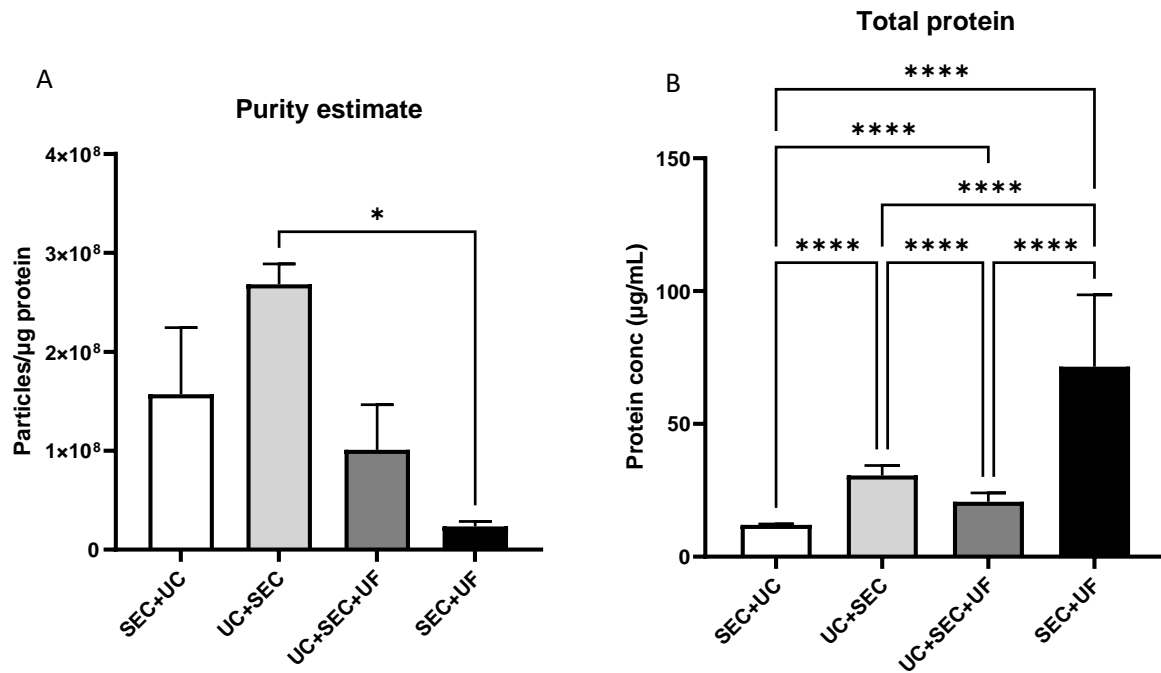 A
Purity estimate
Particles/µg protein
4×10⁸
3×10⁸
2×10⁸
1×10⁸
0
*
SEC+UC
UC+SEC
UC+SEC+UF
SEC+UF
Total protein
B
Protein conc (µg/mL)
150
100
50
0
****
****
****
**** **** ****
SEC+UC
UC+SEC
UC+SEC+UF
SEC+UF